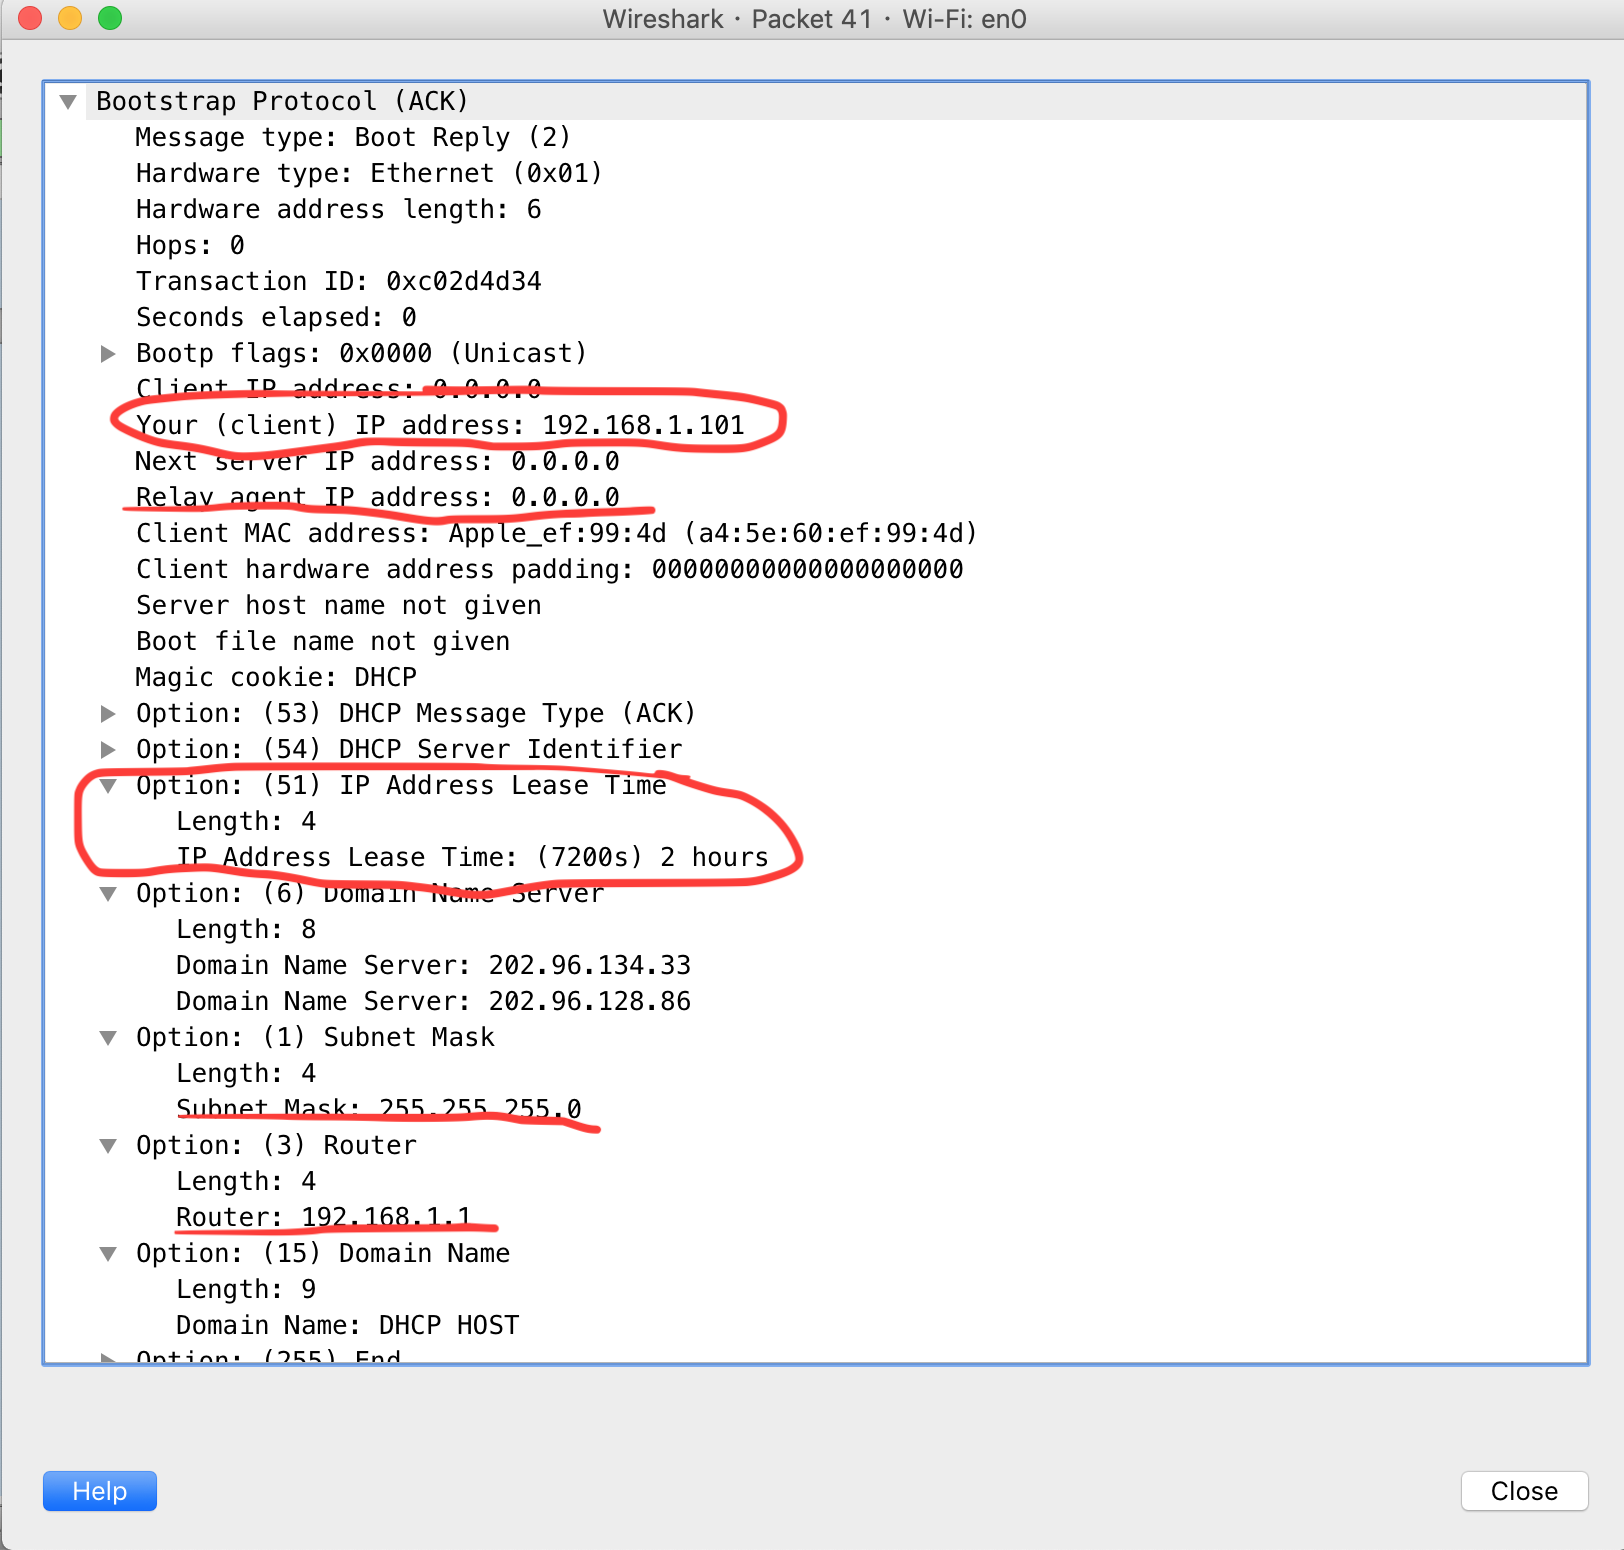 Wireshark · Packet 41 · Wi-Fi: en0
Bootstrap Protocol (ACK)
Message type: Boot Reply (2)
Hardware type: Ethernet (0x01)
Hardware address length: 6
Hops: 0
Transaction ID: 0xc02d4d34
Seconds elapsed: 0
Bootp flags: 0x0000 (Unicast)
Client IP address: 0.0.0.0
Your (client) IP address: 192.168.1.101
Next server IP address: 0.0.0.0
Relay agent IP address: 0.0.0.0
Client MAC address: Apple_ef:99:4d (a4:5e:60:ef:99:4d)
Client hardware address padding: 00000000000000000000
Server host name not given
Boot file name not given
Magic cookie: DHCP
Option: (53) DHCP Message Type (ACK)
Option: (54) DHCP Server Identifier
Option: (51) IP Address Lease Time
Length: 4
IP Address Lease Time: (7200s) 2 hours
Option: (6) Domain Name Server
Length: 8
Domain Name Server: 202.96.134.33
Domain Name Server: 202.96.128.86
Option: (1) Subnet Mask
Length: 4
Subnet Mask: 255.255.255.0
Option: (3) Router
Length: 4
Router: 192.168.1.1
Option: (15) Domain Name
Length: 9
Domain Name: DHCP HOST
Option: (255) End
Help
Close